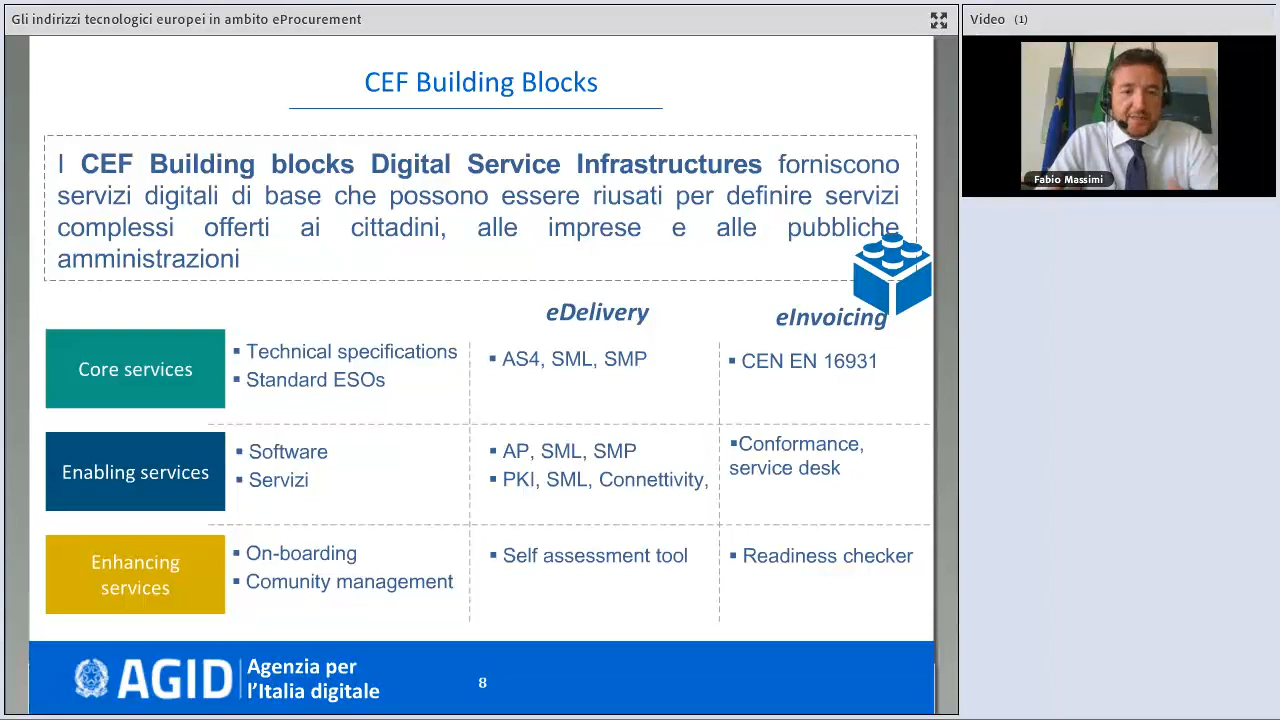 Gli indirizzi tecnologici europei in ambito eProcurement
Video (1)
Fabio Massimi
CEF Building Blocks
I CEF Building blocks Digital Service Infrastructures forniscono
servizi digitali di base che possono essere riusati per definire servizi
complessi offerti ai cittadini, alle imprese e alle pubbliche
amministrazioni
eDelivery
eInvoicing
Core services
▪ Technical specifications
▪ Standard ESOs
▪ AS4, SML, SMP
▪ CEN EN 16931
Enabling services
▪ Software
▪ Servizi
▪ AP, SML, SMP
▪ PKI, SML, Connettivity,
▪Conformance,
service desk
Enhancing
services
▪ On-boarding
▪ Comunity management
▪ Self assessment tool
▪ Readiness checker
AGID
Agenzia per
l'Italia digitale
8